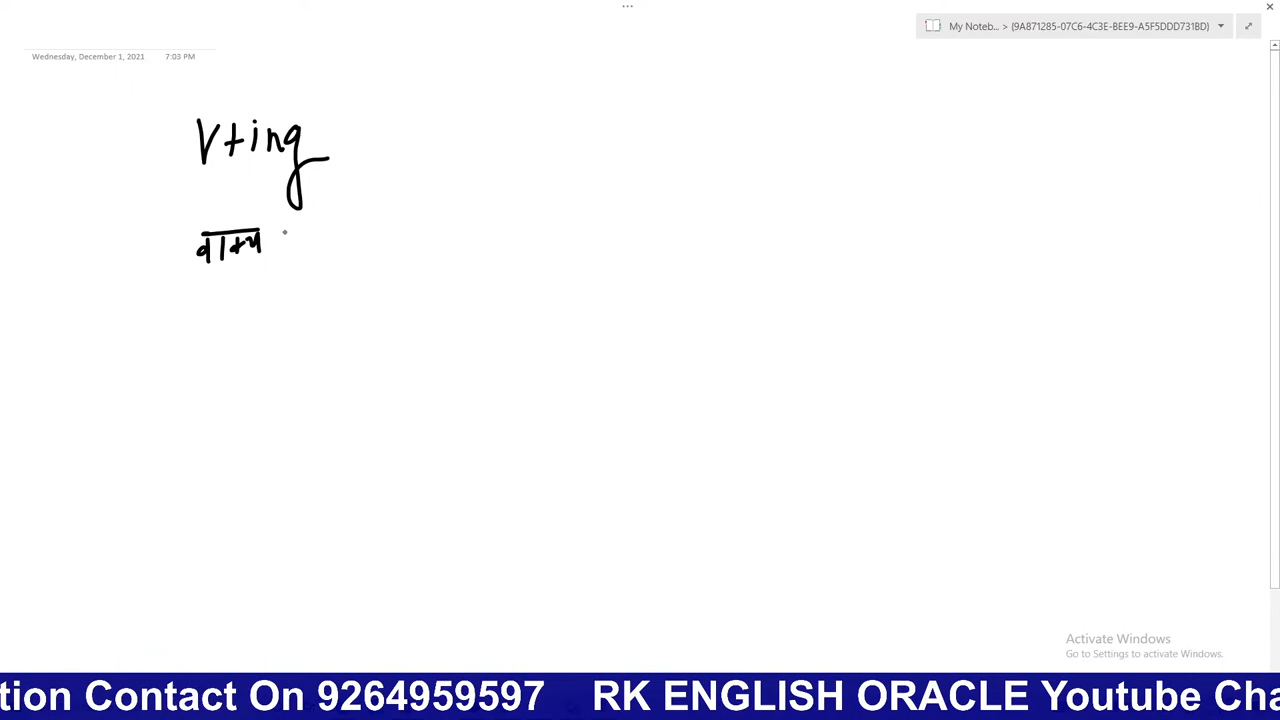 My Noteb... > {9A871285-07C6-4C3E-BEE9-A5F5DDD731BD}
Wednesday, December 1, 2021 7:03 PM
V+ing
वाक्य
Activate Windows
Go to Settings to activate Windows.
tion Contact On 9264959597 RK ENGLISH ORACLE Youtube Cha